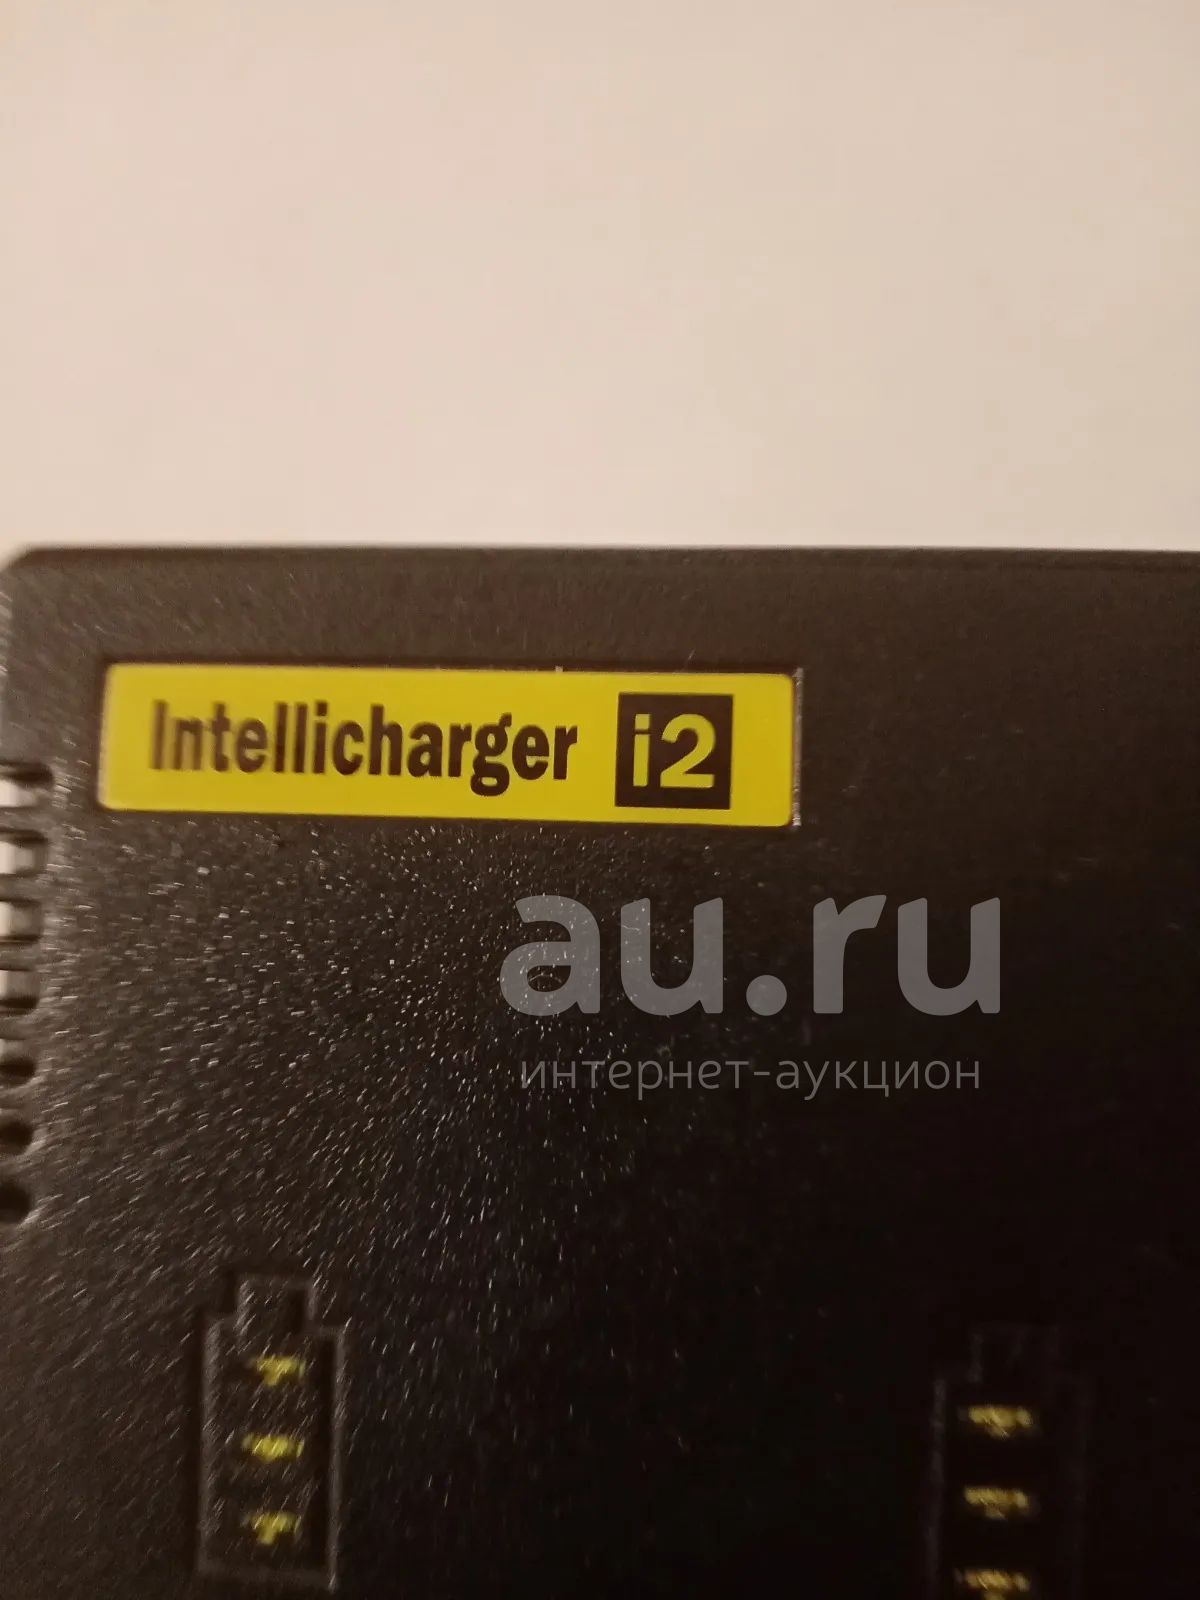 Intellicharger i2
au.ru
интернет-аукцион